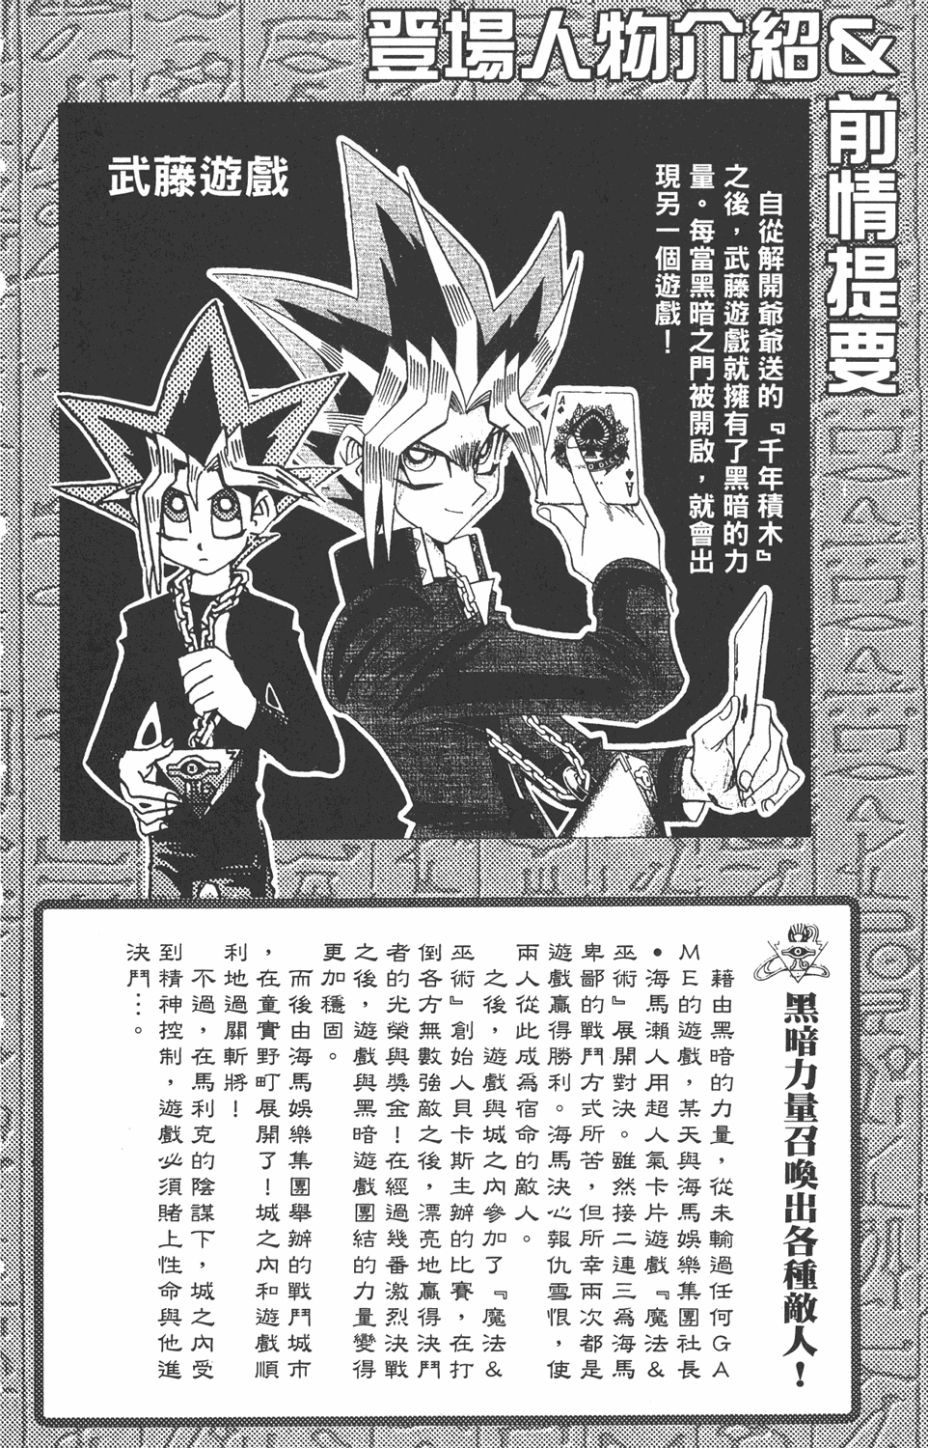 登場人物介紹&
前情提要
自從解開爺爺送的『千年積木』
之後，武藤遊戲就擁有了黑暗的力
量。每當黑暗之門被開啟，就會出
現另一個遊戲！
武藤遊戲
A
A
黑暗力量召喚出各種敵人！
藉由黑暗的力量，從未輸過任何GA
ME的遊戲，某天與海馬娛樂集團社長
•海馬瀨人用超人氣卡片遊戲『魔法&
巫術』展開對決。雖然接二連三為海馬
卑鄙的戰鬥方式所苦，但所幸兩次都是
遊戲贏得勝利。海馬決心報仇雪恨，使
兩人從此成為宿命的敵人。
之後，遊戲與城之內參加了『魔法&
巫術』創始人貝卡斯主辦的比賽，在打
倒各方無數強敵之後，漂亮地贏得決鬥
者的光榮與獎金！在經過幾番激烈決戰
之後，遊戲與黑暗遊戲團結的力量變得
更加穩固。
而後由海馬娛樂集團舉辦的戰鬥城市
，在童實野町展開了！城之內和遊戲順
利地過關斬將！
不過，在馬利克的陰謀下，城之內受
到精神控制，遊戲必須賭上性命與他進
決鬥…。